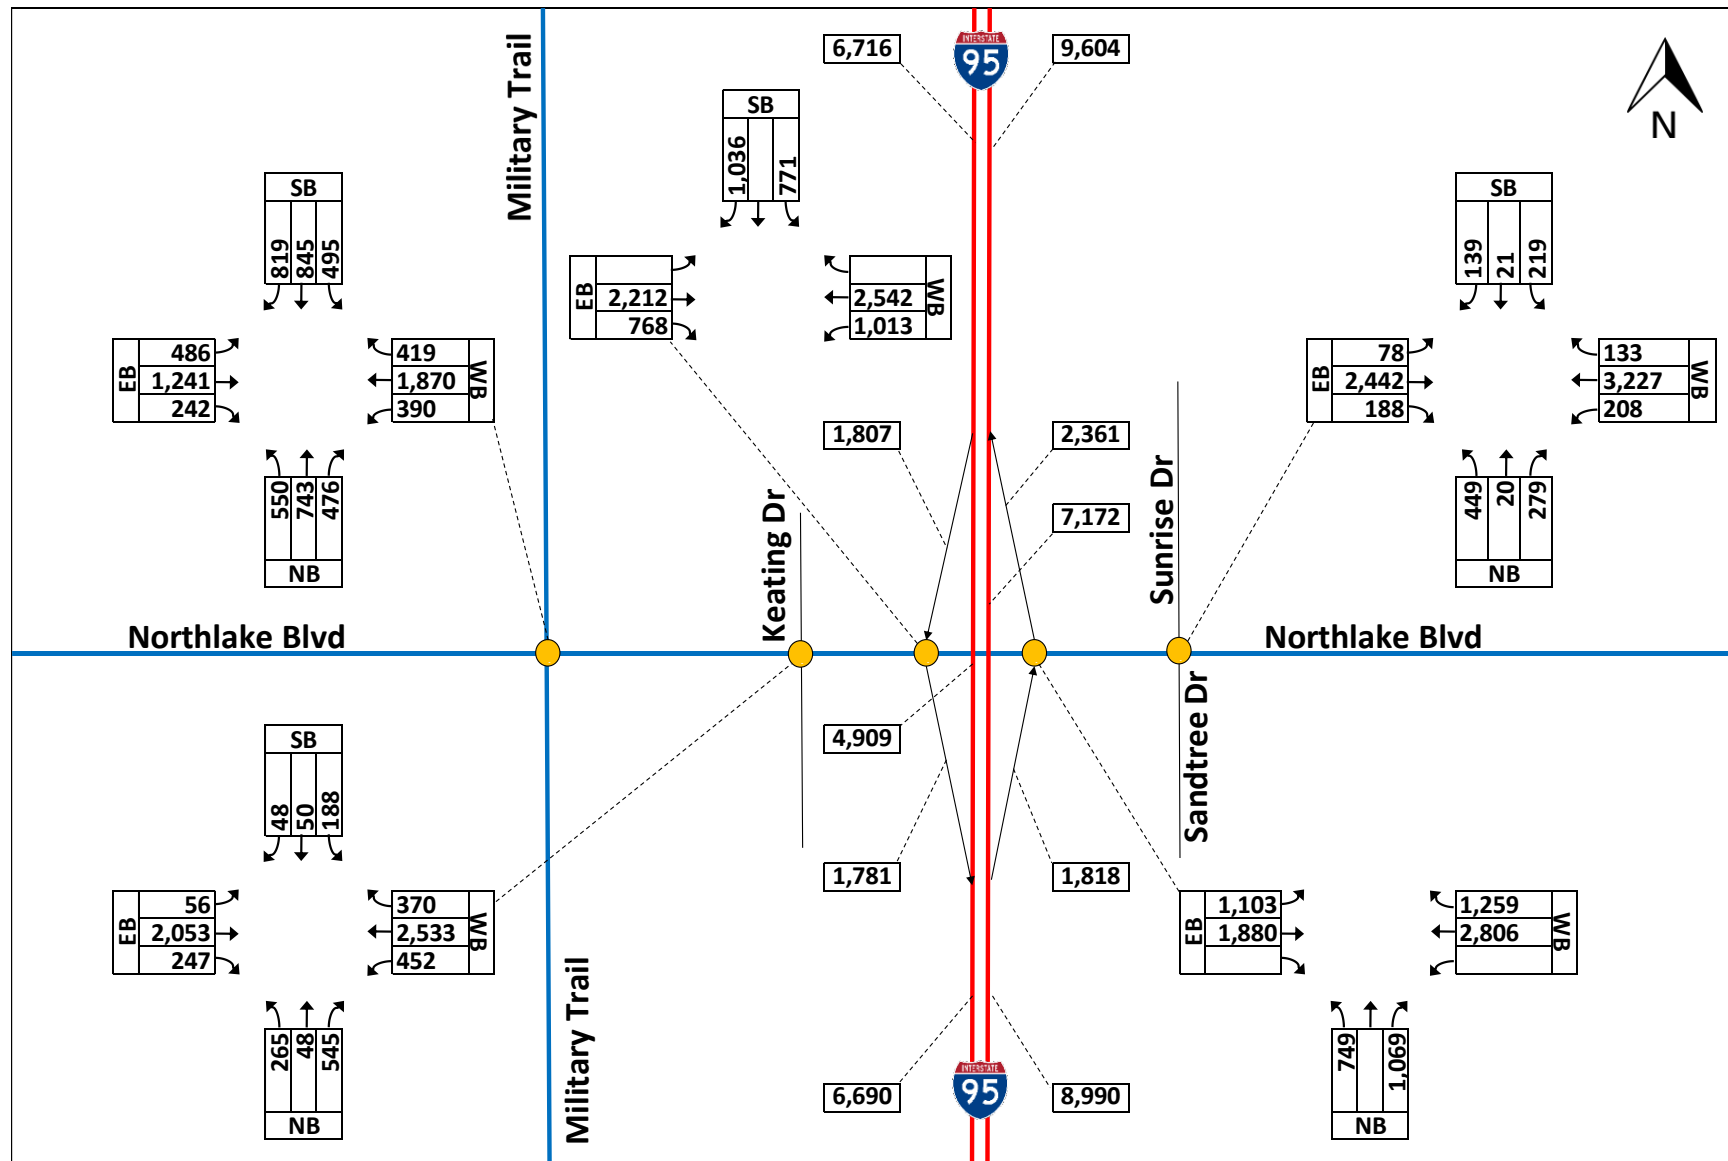 6,716
INTERSTATE
95
9,604
N
Military Trail
SB
1,036
771
EB
2,212
768
WB
2,542
1,013
SB
819
845
495
EB
486
1,241
242
419
1,870
390
WB
550
743
476
NB
SB
139
21
219
EB
78
2,442
188
133
3,227
208
WB
449
20
279
NB
1,807
2,361
7,172
Keating Dr
Sunrise Dr
Northlake Blvd
Northlake Blvd
Sandtree Dr
4,909
1,781
1,818
SB
48
50
188
EB
56
2,053
247
370
2,533
452
WB
265
48
545
NB
Military Trail
EB
1,103
1,880
1,259
2,806
WB
749
1,069
NB
6,690
INTERSTATE
95
8,990